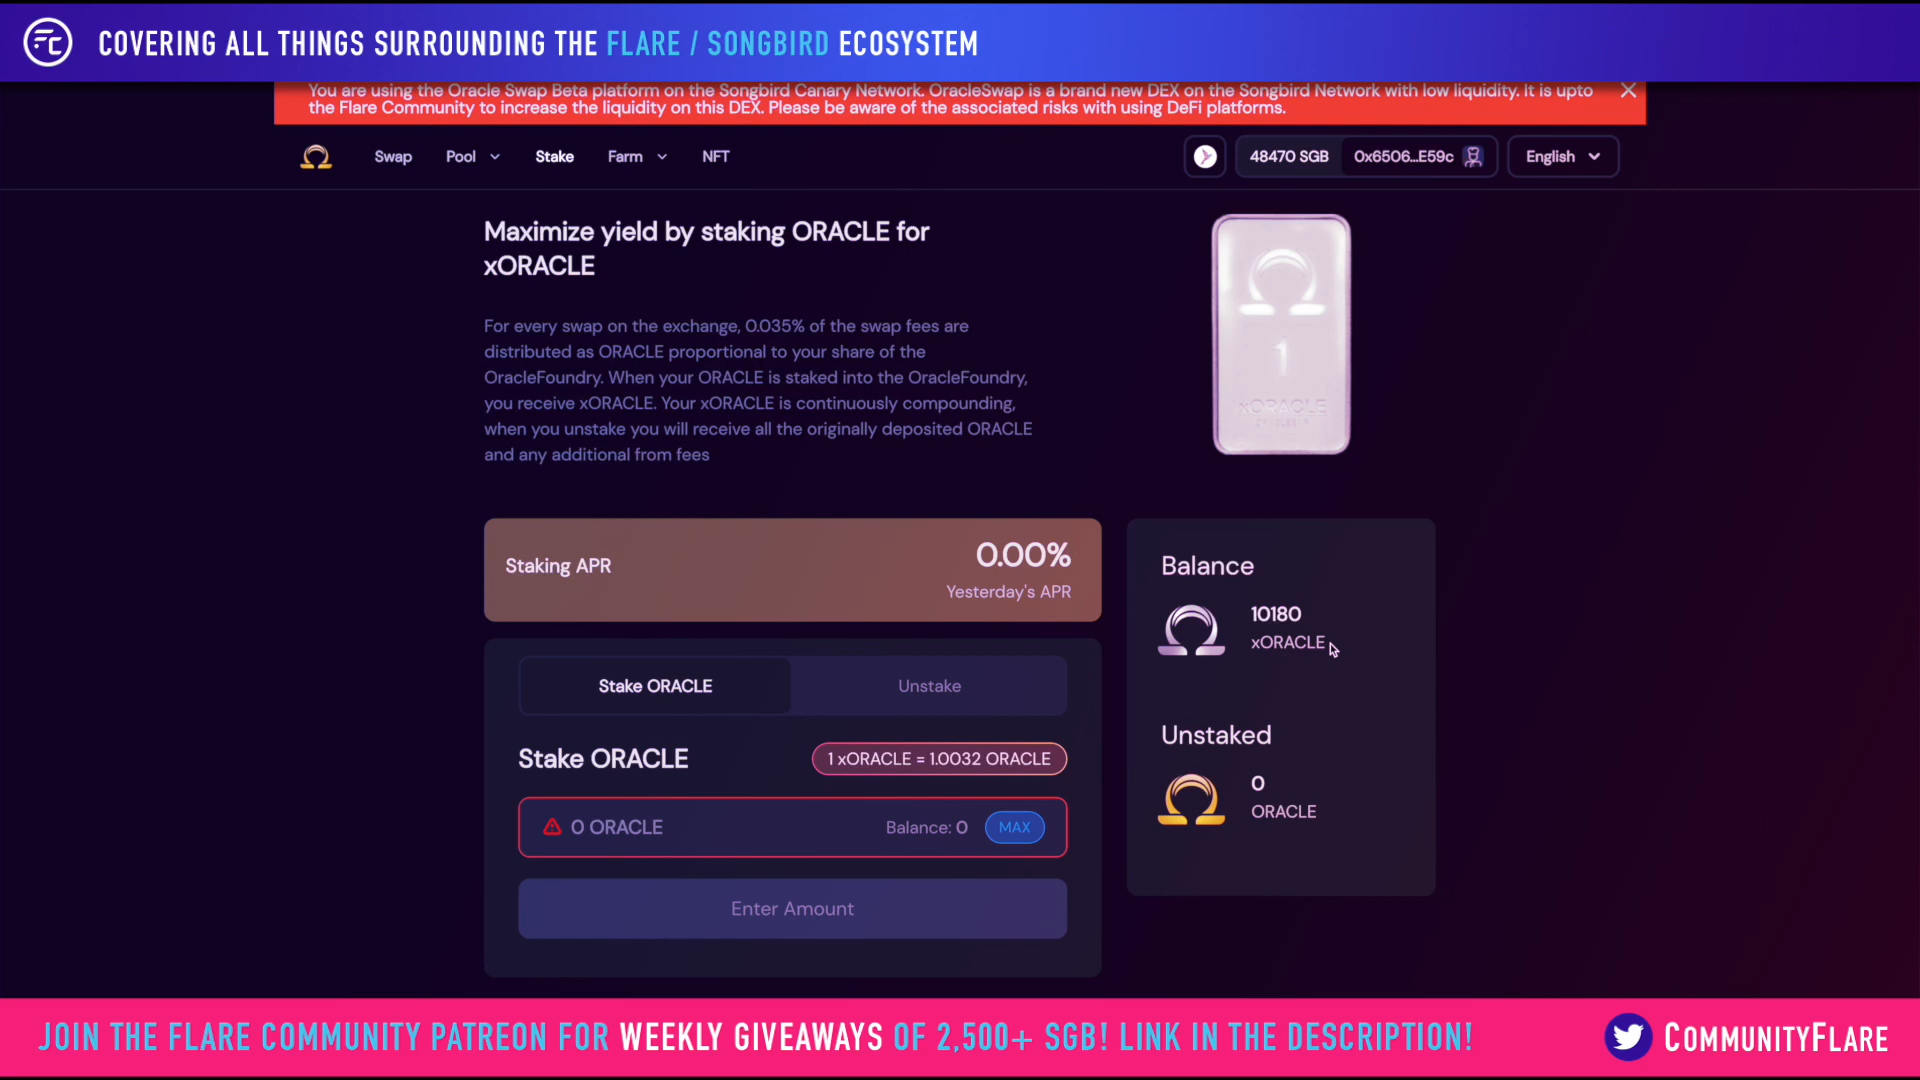 FC COVERING ALL THINGS SURROUNDING THE FLARE / SONGBIRD ECOSYSTEM
You are using the Oracle Swap Beta platform on the Songbird Canary Network. OracleSwap is a brand new DEX on the Songbird Network with low liquidity. It is upto
the Flare Community to increase the liquidity on this DEX. Please be aware of the associated risks with using DeFi platforms.
Swap Pool Stake Farm NFT 48470 SGB 0x6506...E59c English
Maximize yield by staking ORACLE for
xORACLE
For every swap on the exchange, 0.035% of the swap fees are
distributed as ORACLE proportional to your share of the
OracleFoundry. When your ORACLE is staked into the OracleFoundry,
you receive xORACLE. Your xORACLE is continuously compounding,
when you unstake you will receive all the originally deposited ORACLE
and any additional from fees
1
xORACLE
Staking APR
0.00%
Yesterday's APR
Stake ORACLE Unstake
Stake ORACLE 1 xORACLE = 1.0032 ORACLE
0 ORACLE Balance: 0 MAX
Enter Amount
Balance
10180
xORACLE
Unstaked
0
ORACLE
JOIN THE FLARE COMMUNITY PATREON FOR WEEKLY GIVEAWAYS OF 2,500+ SGB! LINK IN THE DESCRIPTION! COMMUNITYFLARE